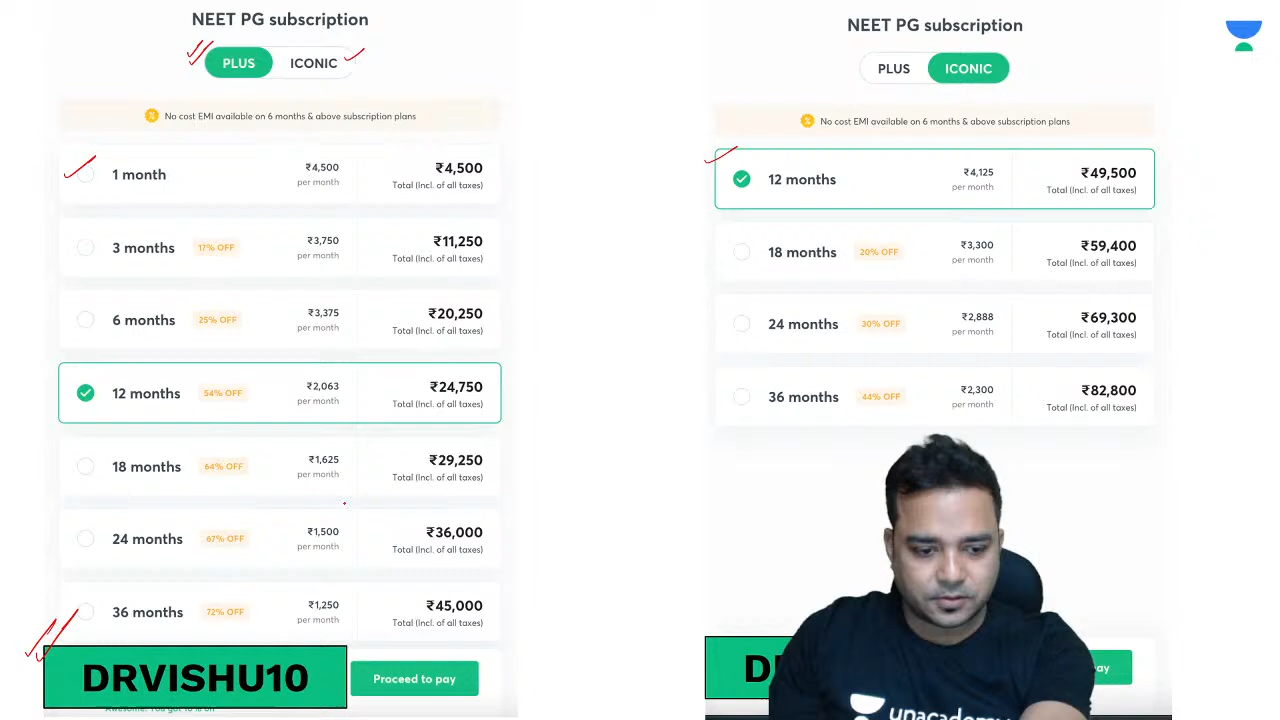 NEET PG subscription
PLUS ICONIC
No cost EMI available on 6 months & above subscription plans
1 month ₹4,500 per month ₹4,500 Total (Incl. of all taxes)
3 months 17% OFF ₹3,750 per month ₹11,250 Total (Incl. of all taxes)
6 months 25% OFF ₹3,375 per month ₹20,250 Total (Incl. of all taxes)
12 months 54% OFF ₹2,063 per month ₹24,750 Total (Incl. of all taxes)
18 months 64% OFF ₹1,625 per month ₹29,250 Total (Incl. of all taxes)
24 months 67% OFF ₹1,500 per month ₹36,000 Total (Incl. of all taxes)
36 months 72% OFF ₹1,250 per month ₹45,000 Total (Incl. of all taxes)
DRVISHU10
Proceed to pay
NEET PG subscription
PLUS ICONIC
No cost EMI available on 6 months & above subscription plans
12 months ₹4,125 per month ₹49,500 Total (Incl. of all taxes)
18 months 20% OFF ₹3,300 per month ₹59,400 Total (Incl. of all taxes)
24 months 30% OFF ₹2,888 per month ₹69,300 Total (Incl. of all taxes)
36 months 44% OFF ₹2,300 per month ₹82,800 Total (Incl. of all taxes)
pay
unacademy